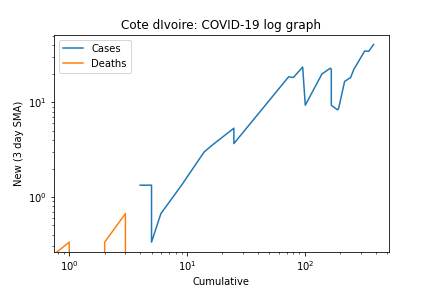 Cote dIvoire: COVID-19 log graph
Cases
Deaths
New (3 day SMA)
10¹
10⁰
10⁰
10¹
10²
Cumulative